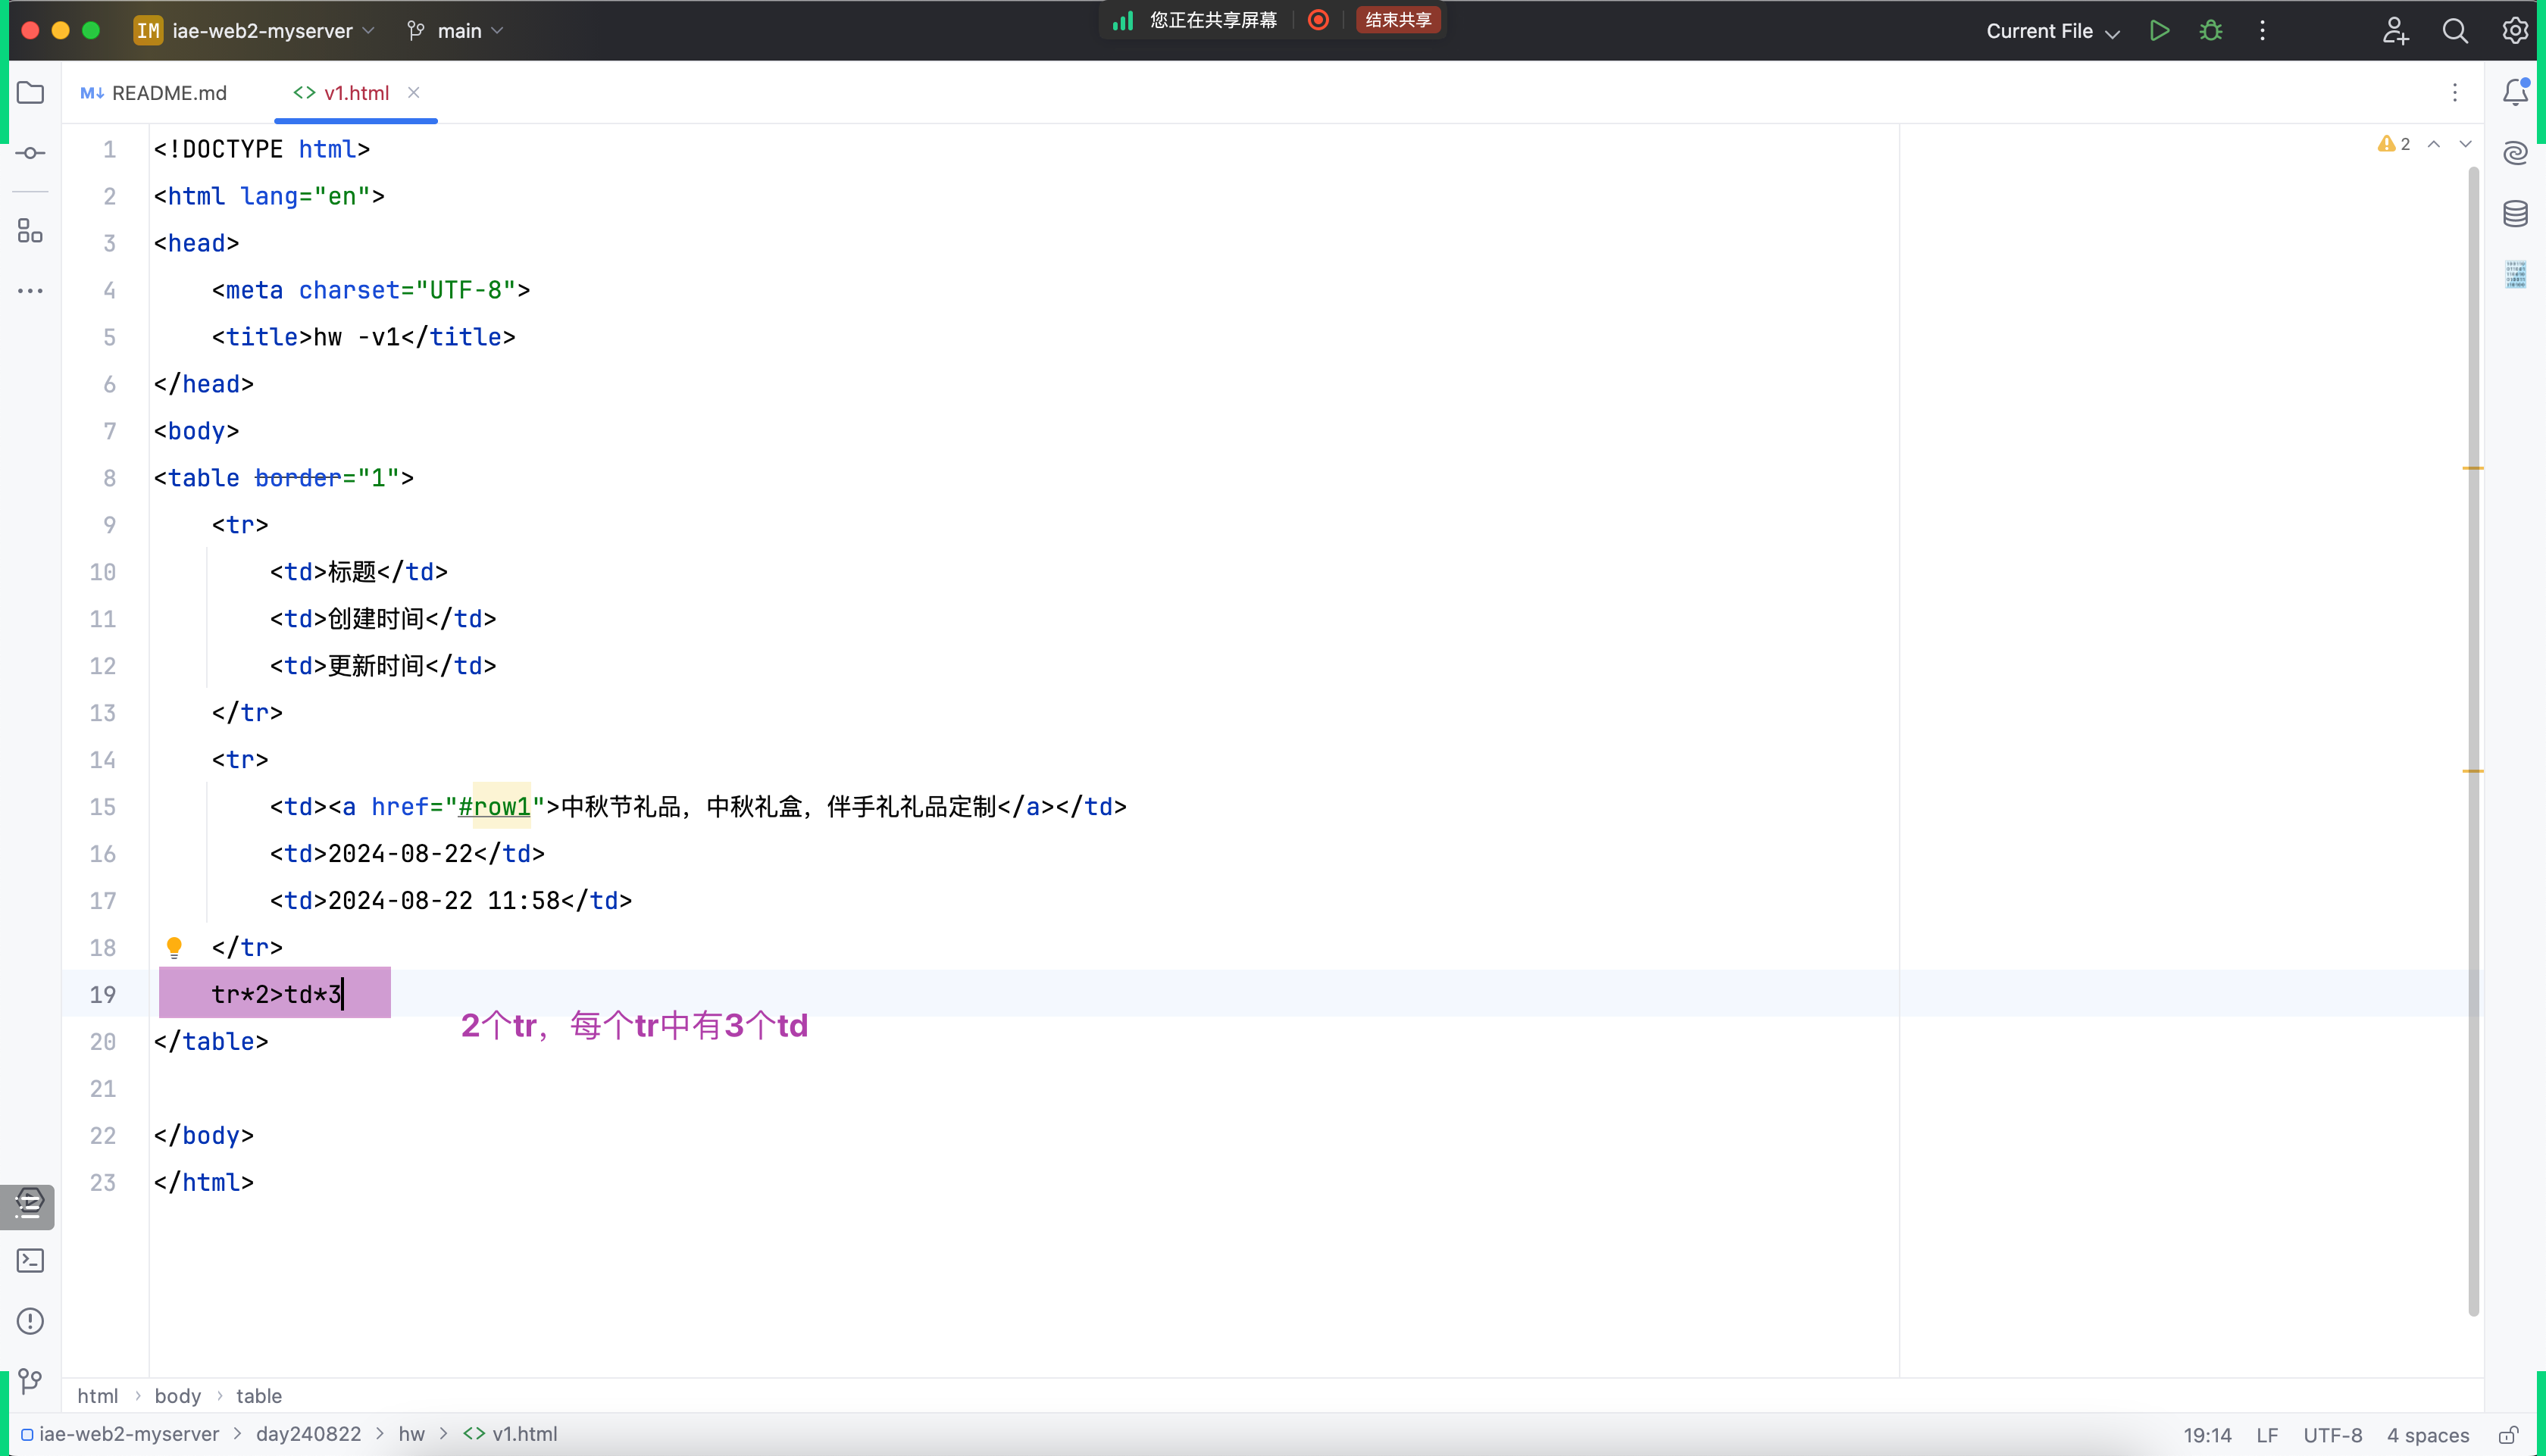 IM iae-web2-myserver main 您正在共享屏幕 结束共享 Current File
M↓ README.md <> v1.html
2
1 <!DOCTYPE html>
2 <html lang="en">
3 <head>
4 <meta charset="UTF-8">
5 <title>hw -v1</title>
6 </head>
7 <body>
8 <table border="1">
9 <tr>
10 <td>标题</td>
11 <td>创建时间</td>
12 <td>更新时间</td>
13 </tr>
14 <tr>
15 <td><a href="#row1">中秋节礼品，中秋礼盒，伴手礼礼品定制</a></td>
16 <td>2024-08-22</td>
17 <td>2024-08-22 11:58</td>
18 </tr>
19 tr*2>td*3
2个tr，每个tr中有3个td
20 </table>
21
22 </body>
23 </html>
html › body › table
iae-web2-myserver > day240822 > hw > <> v1.html 19:14 LF UTF-8 4 spaces